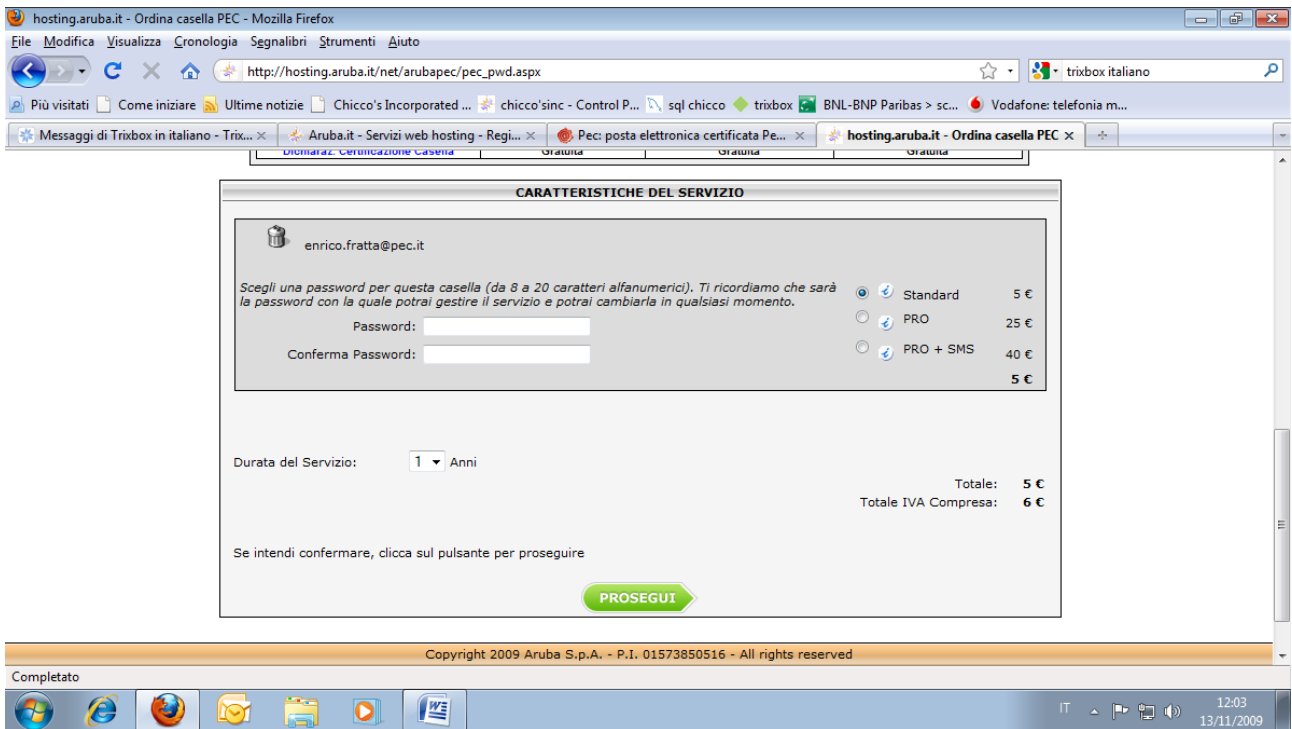 hosting.aruba.it - Ordina casella PEC - Mozilla Firefox
File Modifica Visualizza Cronologia Segnalibri Strumenti Aiuto
http://hosting.aruba.it/net/arubapec/pec_pwd.aspx trixbox italiano
Più visitati Come iniziare Ultime notizie Chicco's Incorporated ... chicco'sinc - Control P... sql chicco trixbox BNL-BNP Paribas > sc... Vodafone: telefonia m...
Messaggi di Trixbox in italiano - Trix... Aruba.it - Servizi web hosting - Regi... Pec: posta elettronica certificata Pe... hosting.aruba.it - Ordina casella PEC
Dichiaraz. Certificazione Casella Gratuita Gratuita Gratuita
CARATTERISTICHE DEL SERVIZIO
enrico.fratta@pec.it
Scegli una password per questa casella (da 8 a 20 caratteri alfanumerici). Ti ricordiamo che sarà
la password con la quale potrai gestire il servizio e potrai cambiarla in qualsiasi momento.
Password:
Conferma Password:
Standard 5 €
PRO 25 €
PRO + SMS 40 €
5 €
Durata del Servizio: 1 Anni
Totale: 5 €
Totale IVA Compresa: 6 €
Se intendi confermare, clicca sul pulsante per proseguire
PROSEGUI
Copyright 2009 Aruba S.p.A. - P.I. 01573850516 - All rights reserved
Completato
IT 12:03
13/11/2009